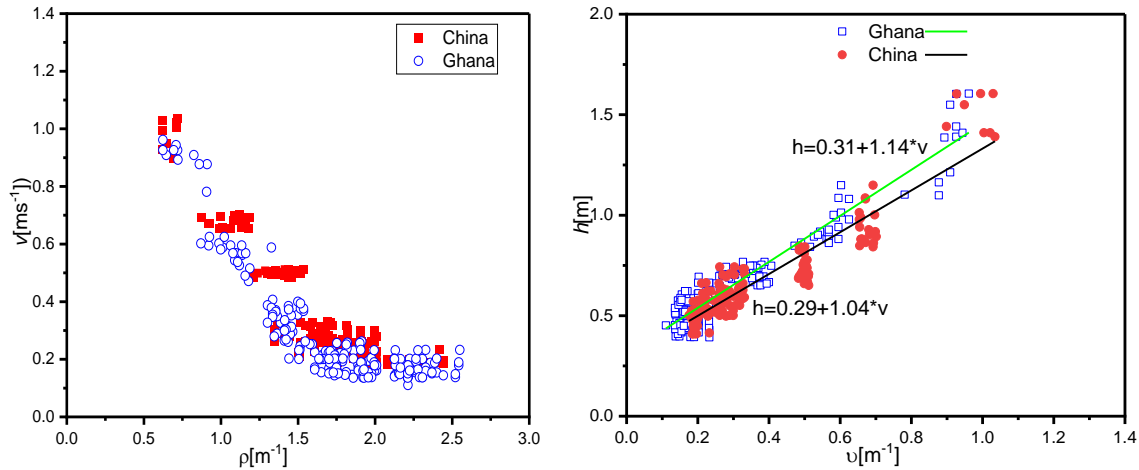 1.4
1.2
1.0
0.8
0.6
0.4
0.2
0.0
v[ms⁻¹])
China
Ghana
0.0 0.5 1.0 1.5 2.0 2.5 3.0
ρ[m⁻¹]
2.0
1.5
1.0
0.5
0.0
h[m]
Ghana
China
h=0.31+1.14*v
h=0.29+1.04*v
0.0 0.2 0.4 0.6 0.8 1.0 1.2 1.4
υ[m⁻¹]